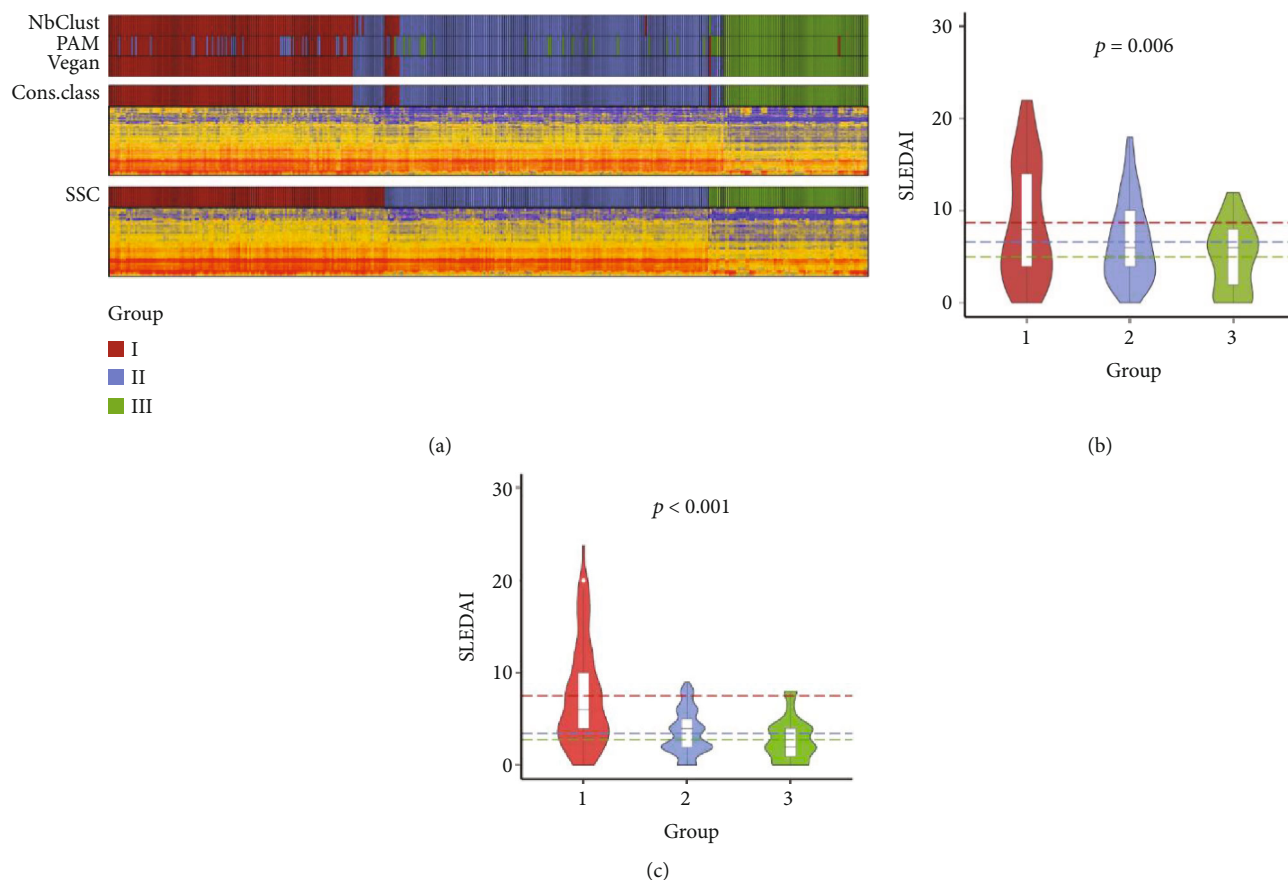 NbClust
PAM
Vegan
Cons.class
SSC
Group
I
II
III
(a)
30
20
10
0
SLEDAI
p = 0.006
1 2 3
Group
(b)
30
20
10
0
SLEDAI
p < 0.001
1 2 3
Group
(c)